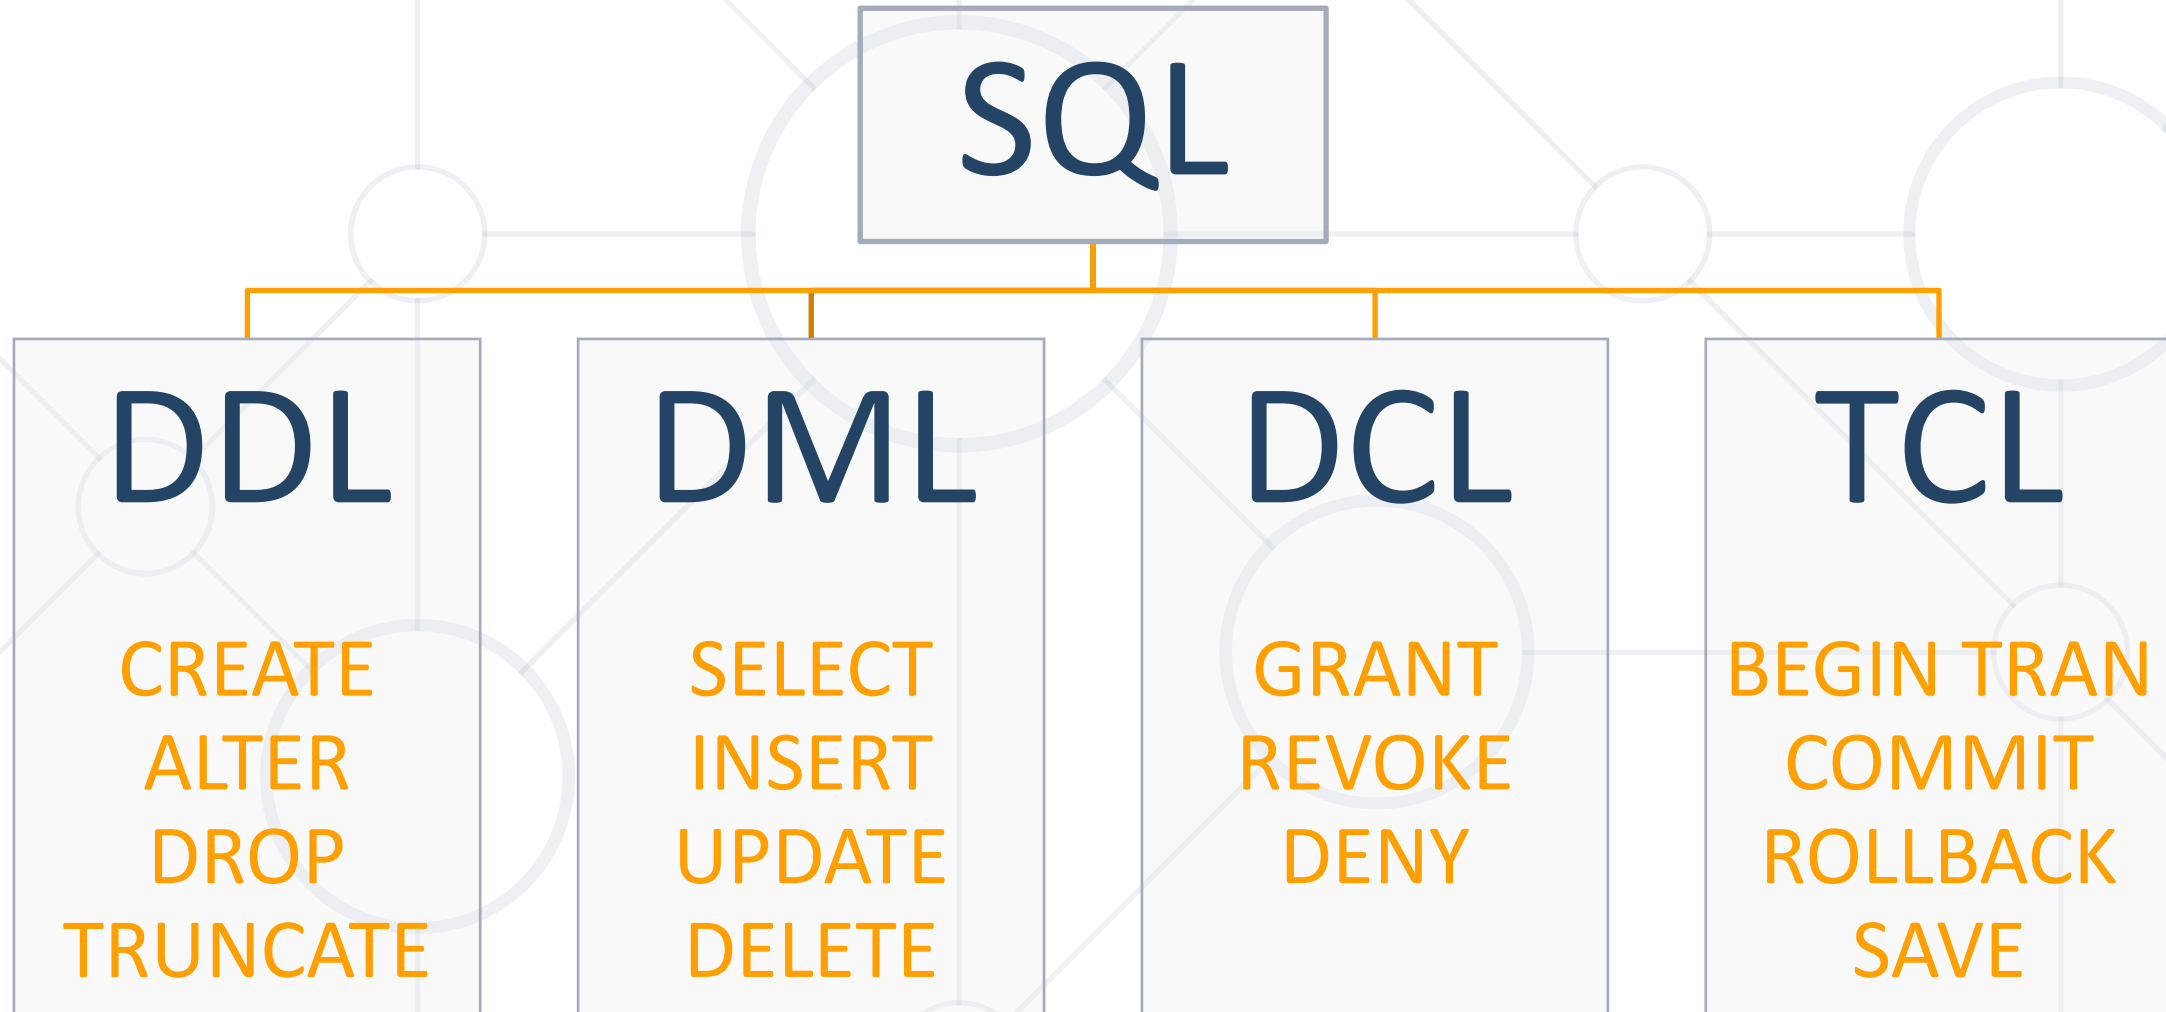 SQL
DDL
CREATE
ALTER
DROP
TRUNCATE
DML
SELECT
INSERT
UPDATE
DELETE
DCL
GRANT
REVOKE
DENY
TCL
BEGIN TRAN
COMMIT
ROLLBACK
SAVE